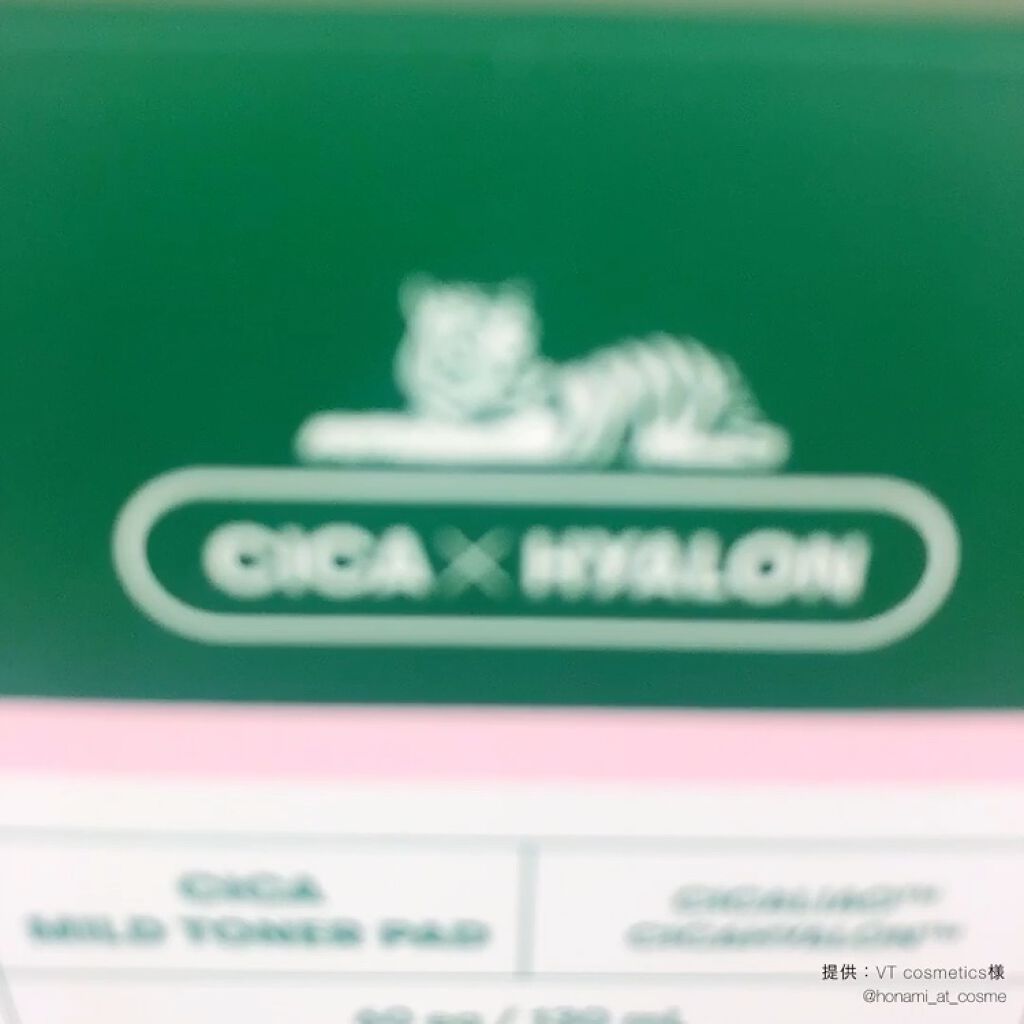 CICA × HYALON
CICA
MILD TONER PAD
CICAHYALON™
提供：VT cosmetics様
@honami_at_cosme